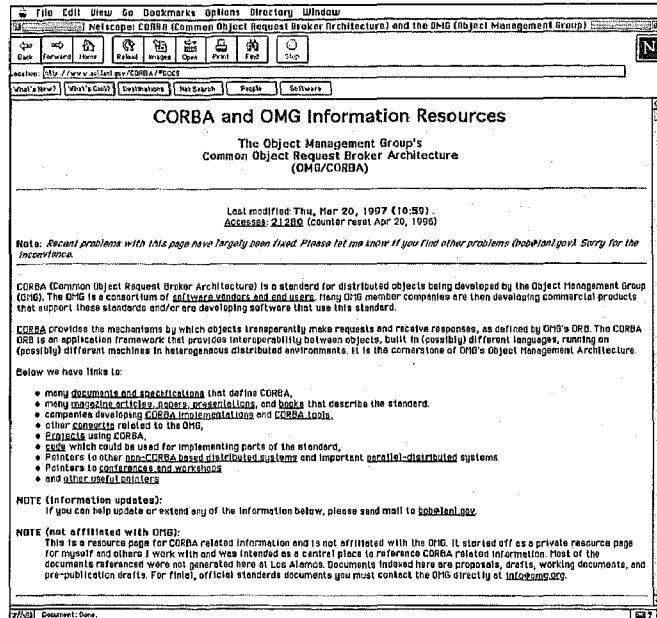 File Edit View Go Bookmarks Options Directory Window
Netscape: CORBA (Common Object Request Broker Architecture) and the OMG (Object Management Group)
Back Forward Home Reload Images Open Print Find Stop
N
Location: http://www.acl.lanl.gov/CORBA/#DOCS
What's New? What's Cool? Destinations Net Search People Software
CORBA and OMG Information Resources
The Object Management Group's
Common Object Request Broker Architecture
(OMG/CORBA)
Last modified: Thu, Mar 20, 1997 (10:59) .
Accesses: 21280 (counter reset Apr 20, 1996)
Note: Recent problems with this page have largely been fixed. Please let me know if you find other problems (bob@lanl.gov). Sorry for the
inconvience.
CORBA (Common Object Request Broker Architecture) is a standard for distributed objects being developed by the Object Management Group
(OMG). The OMG is a consortium of software vendors and end users. Many OMG member companies are then developing commercial products
that support these standards and/or are developing software that use this standard.
CORBA provides the mechanisms by which objects transparently make requests and receive responses, as defined by OMG's ORB. The CORBA
ORB is an application framework that provides interoperability between objects, built in (possibly) different languages, running on
(possibly) different machines in heterogeneous distributed environments. It is the cornerstone of OMG's Object Management Architecture.
Below we have links to:
• many documents and specifications that define CORBA,
• many magazine articles, papers, presentations, and books that describe the standard.
• companies developing CORBA implementations and CORBA tools,
• other consortia related to the OMG,
• Projects using CORBA,
• code which could be used for implementing parts of the standard,
• Pointers to other non-CORBA based distributed systems and important parallel-distributed systems.
• Pointers to conferences and workshops
• and other useful pointers
NOTE (information updates):
If you can help update or extend any of the information below, please send mail to bob@lanl.gov.
NOTE (not affiliated with OMG):
This is a resource page for CORBA related information and is not affiliated with the OMG. It started off as a private resource page
for myself and others I work with and was intended as a central place to reference CORBA related information. Most of the
documents referenced were not generated here at Los Alamos. Documents indexed here are proposals, drafts, working documents, and
pre-publication drafts. For finial, official standards documents you must contact the OMG directly at info@omg.org.
Document: Done.